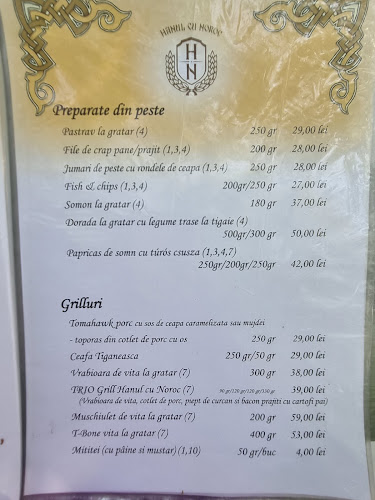 HANUL CU NOROC
H N
Preparate din peste
Pastrav la gratar (4) 250 gr 29,00 lei
File de crap pane/prajit (1,3,4) 200 gr 28,00 lei
Jumari de peste cu rondele de ceapa (1,3,4) 250 gr 28,00 lei
Fish & chips (1,3,4) 200gr/250 gr 27,00 lei
Somon la gratar (4) 180 gr 37,00 lei
Dorada la gratar cu legume trase la tigaie (4)
500gr/300 gr 50,00 lei
Papricas de somn cu túrós csusza (1,3,4,7)
250gr/200gr/250gr 42,00 lei
Grilluri
Tomahawk porc cu sos de ceapa caramelizata sau mujdei
- toporas din cotlet de porc cu os 250 gr 29,00 lei
Ceafa Tiganeasca 250 gr/50 gr 29,00 lei
Vrabioara de vita la gratar (7) 300 gr 38,00 lei
TRIO Grill Hanul cu Noroc (7) 90 gr/120 gr/120 gr/150 gr 39,00 lei
(Vrabioara de vita, cotlet de porc, piept de curcan si bacon prajiti cu cartofi pai)
Muschiulet de vita la gratar (7) 200 gr 59,00 lei
T-Bone vita la gratar (7) 400 gr 53,00 lei
Mititei (cu pâine si mustar) (1,10) 50 gr/buc 4,00 lei